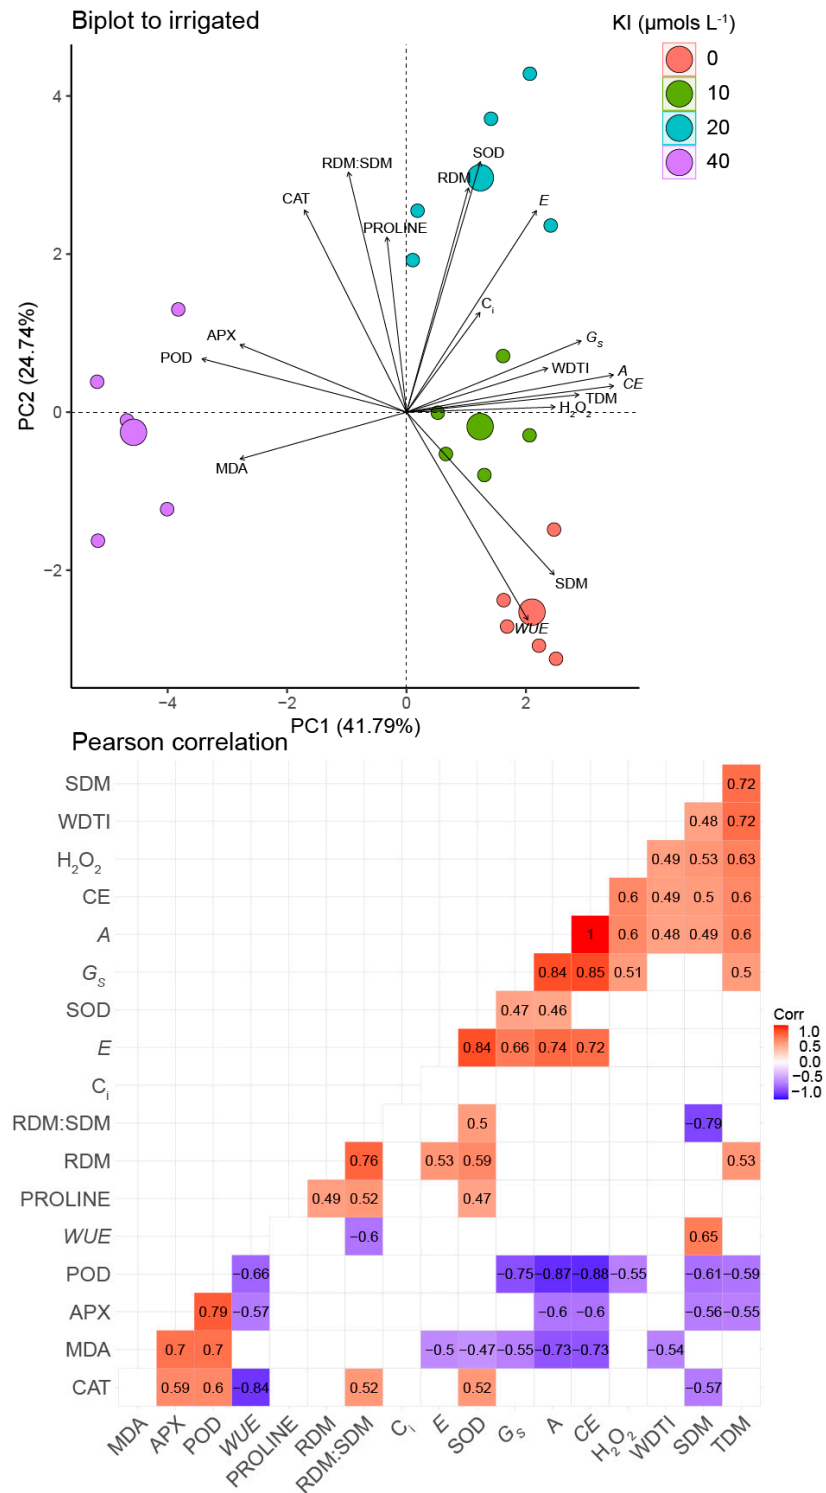 Biplot to irrigated
KI (µmols L⁻¹)
0
10
20
40
4
2
0
−2
PC2 (24.74%)
SOD
RDM:SDM
RDM
CAT
E
PROLINE
Cᵢ
APX
Gₛ
POD
WDTI
A
CE
TDM
H₂O₂
MDA
SDM
WUE
−4 −2 0 2
PC1 (41.79%)
Pearson correlation
SDM 0.72
WDTI 0.48 0.72
H₂O₂ 0.49 0.53 0.63
CE 0.6 0.49 0.5 0.6
A 1 0.6 0.48 0.49 0.6
Gₛ 0.84 0.85 0.51 0.5
SOD 0.47 0.46
E 0.84 0.66 0.74 0.72
Cᵢ
RDM:SDM 0.5 −0.79
RDM 0.76 0.53 0.59 0.53
PROLINE 0.49 0.52 0.47
WUE −0.6 0.65
POD −0.66 −0.75 −0.87 −0.88 −0.55 −0.61 −0.59
APX 0.79 −0.57 −0.6 −0.6 −0.56 −0.55
MDA 0.7 0.7 −0.5 −0.47 −0.55 −0.73 −0.73 −0.54
CAT 0.59 0.6 −0.84 0.52 0.52 −0.57
MDA APX POD WUE PROLINE RDM RDM:SDM Cᵢ E SOD Gₛ A CE H₂O₂ WDTI SDM TDM
Corr
1.0
0.5
0.0
−0.5
−1.0